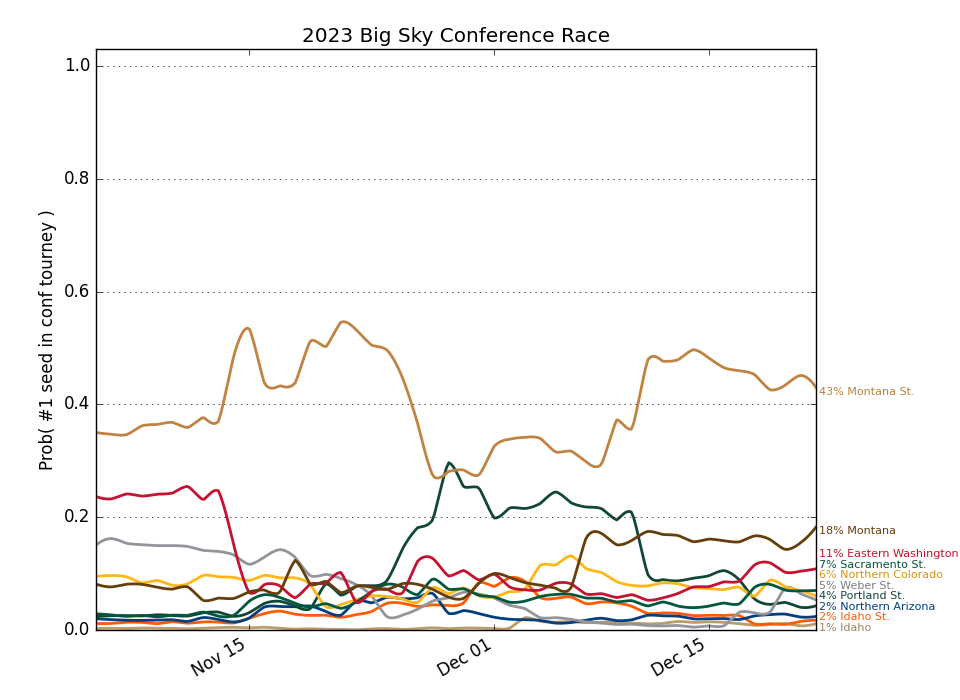 2023 Big Sky Conference Race
Prob( #1 seed in conf tourney )
1.0
0.8
0.6
0.4
0.2
0.0
Nov 15
Dec 01
Dec 15
43% Montana St.
18% Montana
11% Eastern Washington
7% Sacramento St.
6% Northern Colorado
5% Weber St.
4% Portland St.
2% Northern Arizona
2% Idaho St.
1% Idaho